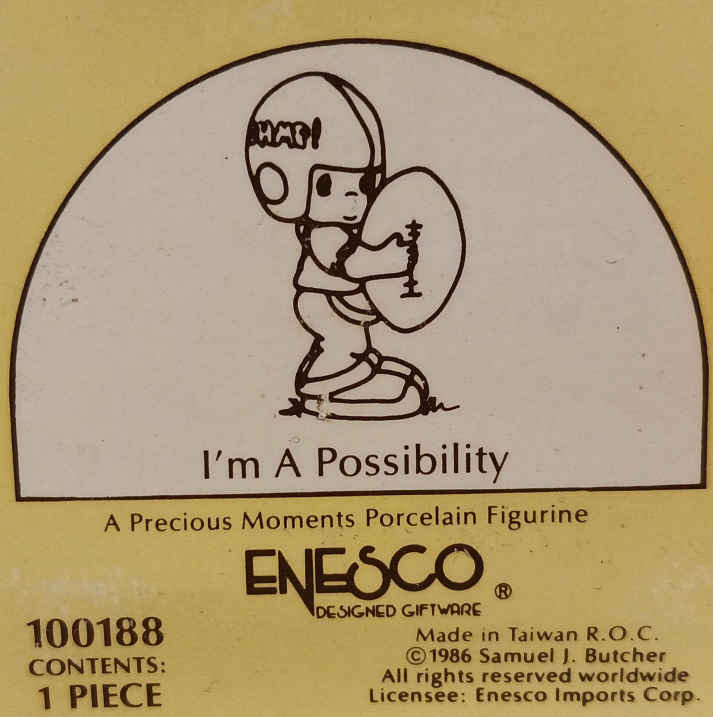 HMS!
I'm A Possibility
A Precious Moments Porcelain Figurine
ENESCO ®
DESIGNED GIFTWARE
100188
CONTENTS:
1 PIECE
Made in Taiwan R.O.C.
©1986 Samuel J. Butcher
All rights reserved worldwide
Licensee: Enesco Imports Corp.